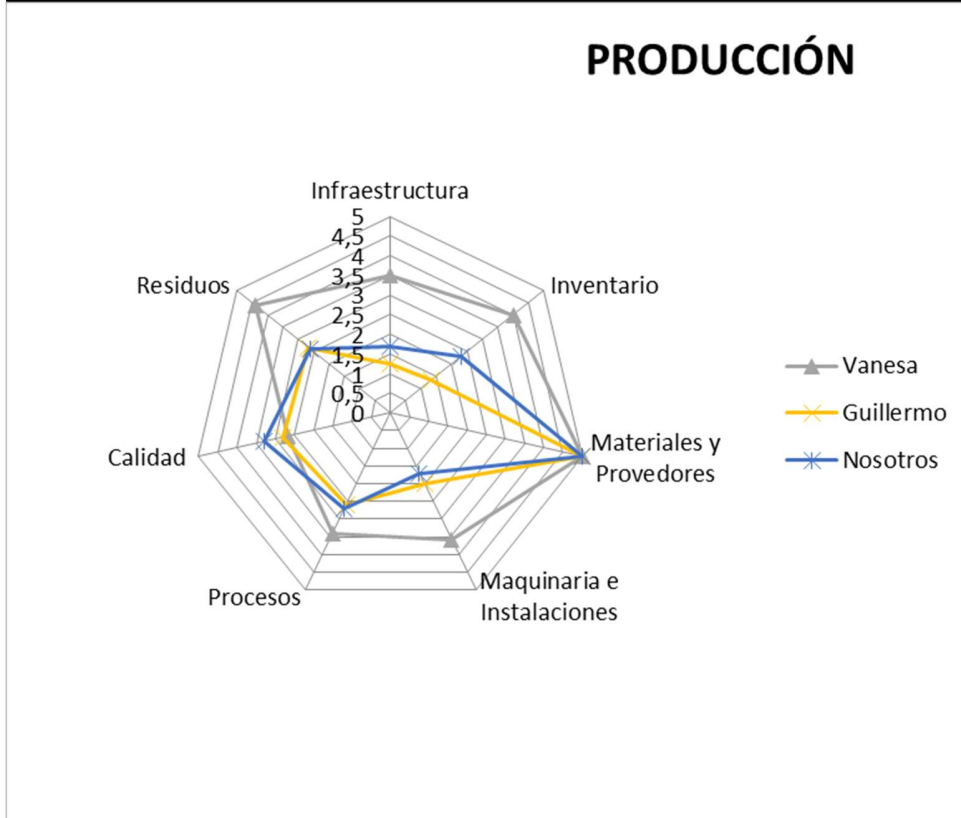 PRODUCCIÓN
Infraestructura
5
4,5
4
3,5
3
2,5
2
1,5
1
0,5
0
Residuos
Inventario
Calidad
Materiales y
Provedores
Procesos
Maquinaria e
Instalaciones
Vanesa
Guillermo
Nosotros